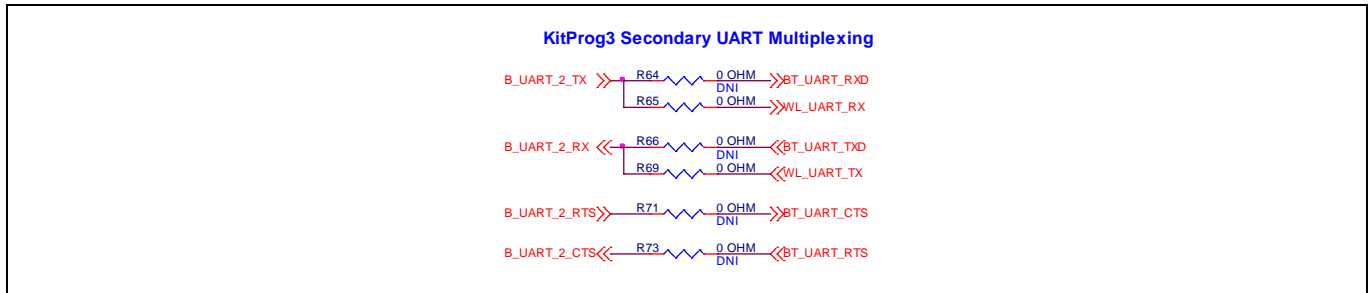 KitProg3 Secondary UART Multiplexing
B_UART_2_TX R64 0 OHM BT_UART_RXD
DNI
R65 0 OHM WL_UART_RX
B_UART_2_RX R66 0 OHM BT_UART_TXD
DNI
R69 0 OHM WL_UART_TX
B_UART_2_RTS R71 0 OHM BT_UART_CTS
DNI
B_UART_2_CTS R73 0 OHM BT_UART_RTS
DNI